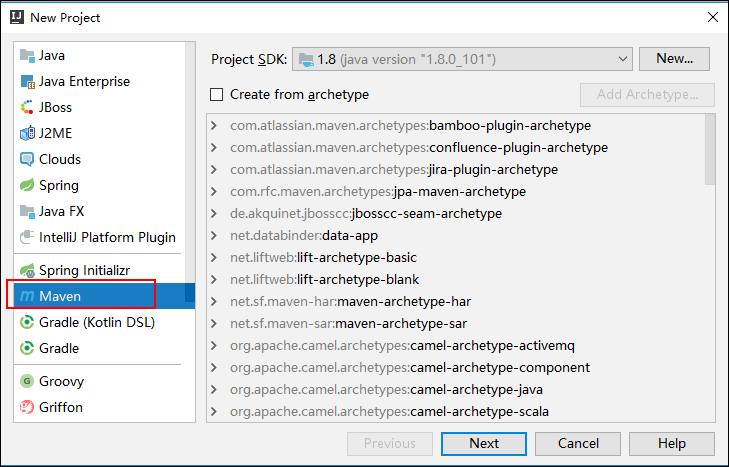 New Project
Java
Java Enterprise
JBoss
J2ME
Clouds
Spring
Java FX
IntelliJ Platform Plugin
Spring Initializr
Maven
Gradle (Kotlin DSL)
Gradle
Groovy
Griffon
Project SDK: 1.8 (java version "1.8.0_101") New...
Create from archetype Add Archetype...
com.atlassian.maven.archetypes:bamboo-plugin-archetype
com.atlassian.maven.archetypes:confluence-plugin-archetype
com.atlassian.maven.archetypes:jira-plugin-archetype
com.rfc.maven.archetypes:jpa-maven-archetype
de.akquinet.jbosscc:jbosscc-seam-archetype
net.databinder:data-app
net.liftweb:lift-archetype-basic
net.liftweb:lift-archetype-blank
net.sf.maven-har:maven-archetype-har
net.sf.maven-sar:maven-archetype-sar
org.apache.camel.archetypes:camel-archetype-activemq
org.apache.camel.archetypes:camel-archetype-component
org.apache.camel.archetypes:camel-archetype-java
org.apache.camel.archetypes:camel-archetype-scala
Previous Next Cancel Help